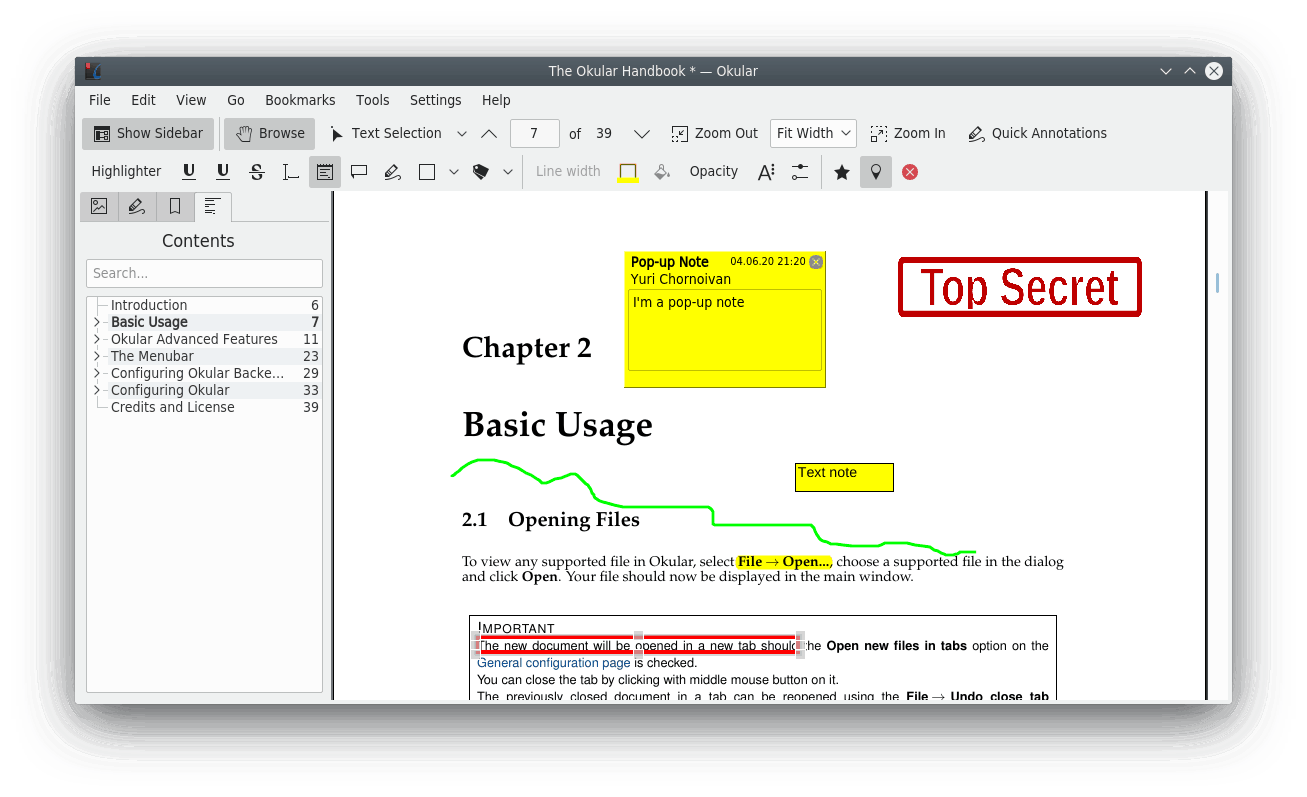 The Okular Handbook * — Okular
File Edit View Go Bookmarks Tools Settings Help
Show Sidebar Browse Text Selection 7 of 39 Zoom Out Fit Width Zoom In Quick Annotations
Highlighter U U S Line width Opacity A
Contents
Search...
Introduction 6
Basic Usage 7
Okular Advanced Features 11
The Menubar 23
Configuring Okular Backe... 29
Configuring Okular 33
Credits and License 39
Pop-up Note 04.06.20 21:20
Yuri Chornoivan
I'm a pop-up note
Top Secret
Chapter 2
Basic Usage
Text note
2.1 Opening Files
To view any supported file in Okular, select File → Open..., choose a supported file in the dialog
and click Open. Your file should now be displayed in the main window.
IMPORTANT
The new document will be opened in a new tab should the Open new files in tabs option on the
General configuration page is checked.
You can close the tab by clicking with middle mouse button on it.
The previously closed document in a tab can be reopened using the File → Undo close tab